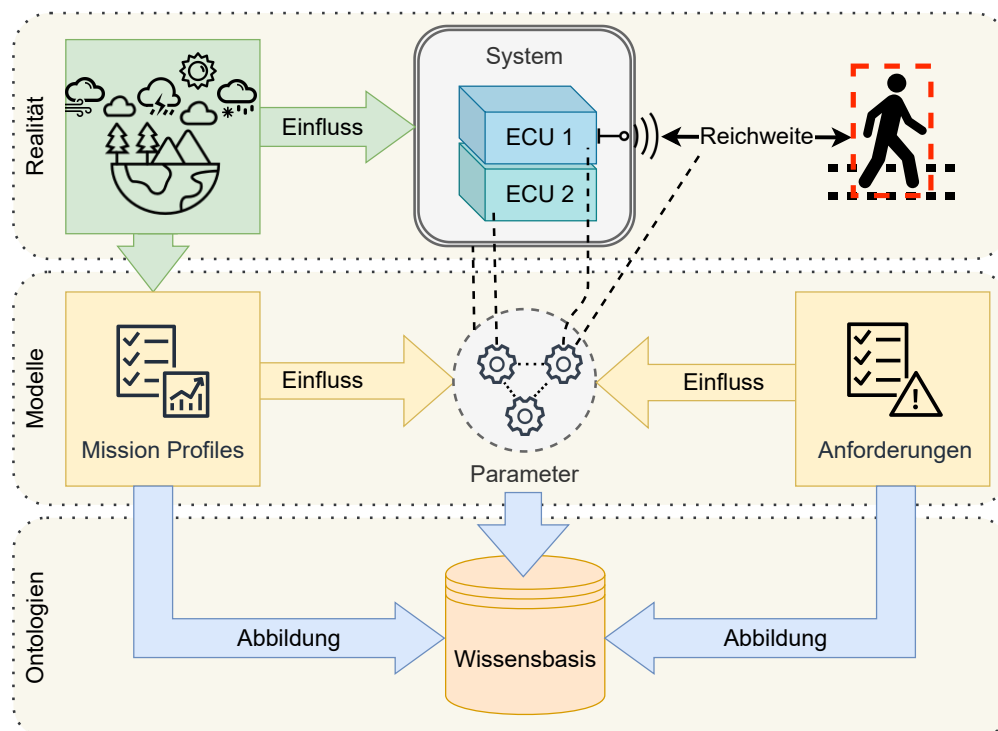 Realität
System
Einfluss
ECU 1
Reichweite
ECU 2
Modelle
Einfluss
Einfluss
Mission Profiles
Parameter
Anforderungen
Ontologien
Abbildung
Wissensbasis
Abbildung